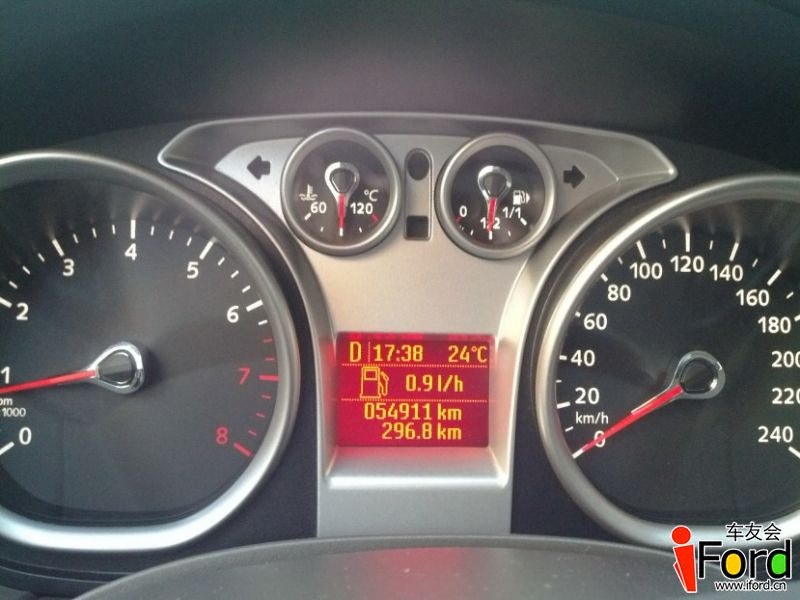 60 120 °C
0 1/2 1/1
0 1 2 3 4 5 6 7 8
x1000
D 17:38 24°C
0.9 l/h
054911 km
296.8 km
0 20 40 60 80 100 120 140 160 180 200 220 240
km/h
车友会
iFord
www.iford.cn